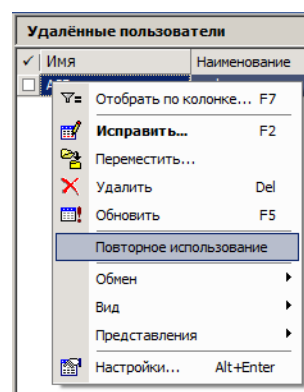 Удалённые пользователи
✓ Имя Наименование
Отобрать по колонке... F7
Исправить... F2
Переместить...
Удалить Del
Обновить F5
Повторное использование
Обмен
Вид
Представления
Настройки... Alt+Enter